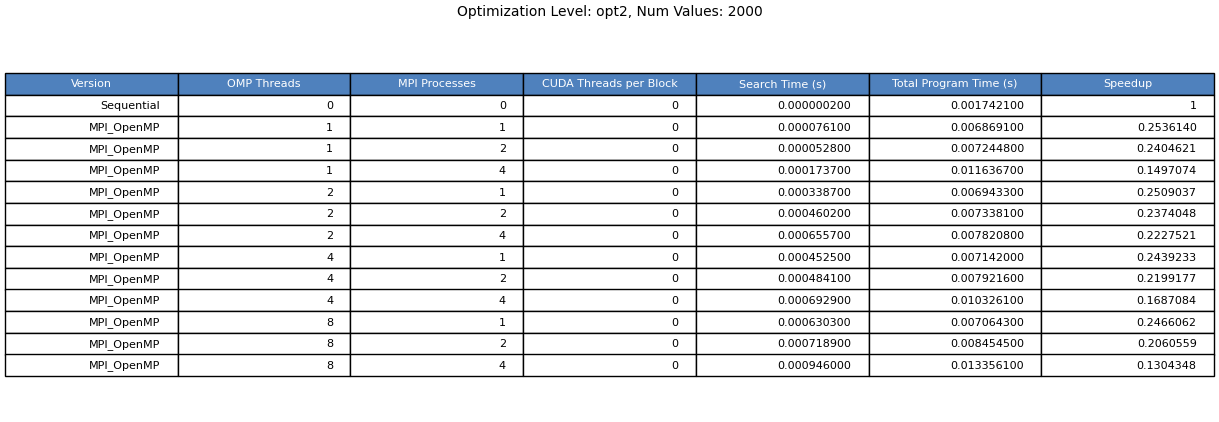 Optimization Level: opt2, Num Values: 2000
Version OMP Threads MPI Processes CUDA Threads per Block Search Time (s) Total Program Time (s) Speedup
Sequential 0 0 0 0.000000200 0.001742100 1
MPI_OpenMP 1 1 0 0.000076100 0.006869100 0.2536140
MPI_OpenMP 1 2 0 0.000052800 0.007244800 0.2404621
MPI_OpenMP 1 4 0 0.000173700 0.011636700 0.1497074
MPI_OpenMP 2 1 0 0.000338700 0.006943300 0.2509037
MPI_OpenMP 2 2 0 0.000460200 0.007338100 0.2374048
MPI_OpenMP 2 4 0 0.000655700 0.007820800 0.2227521
MPI_OpenMP 4 1 0 0.000452500 0.007142000 0.2439233
MPI_OpenMP 4 2 0 0.000484100 0.007921600 0.2199177
MPI_OpenMP 4 4 0 0.000692900 0.010326100 0.1687084
MPI_OpenMP 8 1 0 0.000630300 0.007064300 0.2466062
MPI_OpenMP 8 2 0 0.000718900 0.008454500 0.2060559
MPI_OpenMP 8 4 0 0.000946000 0.013356100 0.1304348